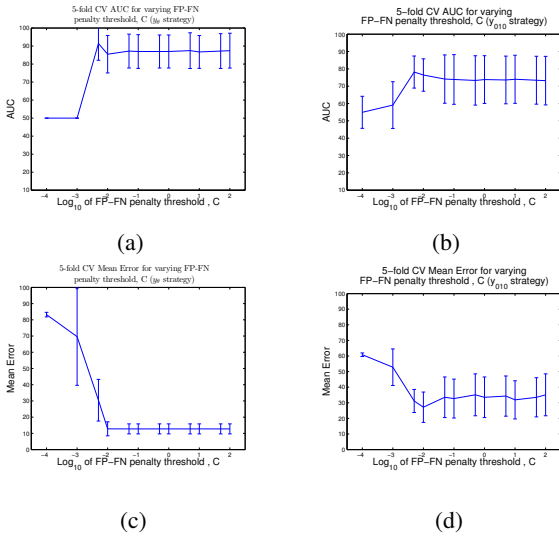 5-fold CV AUC for varying FP-FN
penalty threshold, C (yθ strategy)
100
90
80
70
60
50
40
30
20
10
AUC
-4 -3 -2 -1 0 1 2
Log10 of FP-FN penalty threshold , C
(a)
5-fold CV AUC for varying
FP-FN penalty threshold, C (y010 strategy)
100
90
80
70
60
50
40
30
20
10
AUC
-4 -3 -2 -1 0 1 2
Log10 of FP-FN penalty threshold , C
(b)
5-fold CV Mean Error for varying FP-FN
penalty threshold, C (yθ strategy)
100
90
80
70
60
50
40
30
20
10
0
Mean Error
-4 -3 -2 -1 0 1 2
Log10 of FP-FN penalty threshold , C
(c)
5-fold CV Mean Error for varying
FP-FN penalty threshold , C (y010 strategy)
100
90
80
70
60
50
40
30
20
10
0
Mean Error
-4 -3 -2 -1 0 1 2
Log10 of FP-FN penalty threshold , C
(d)